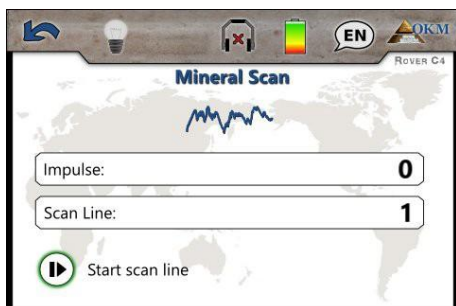 EN
OKM
ROVER C4
Mineral Scan
Impulse: 0
Scan Line: 1
Start scan line